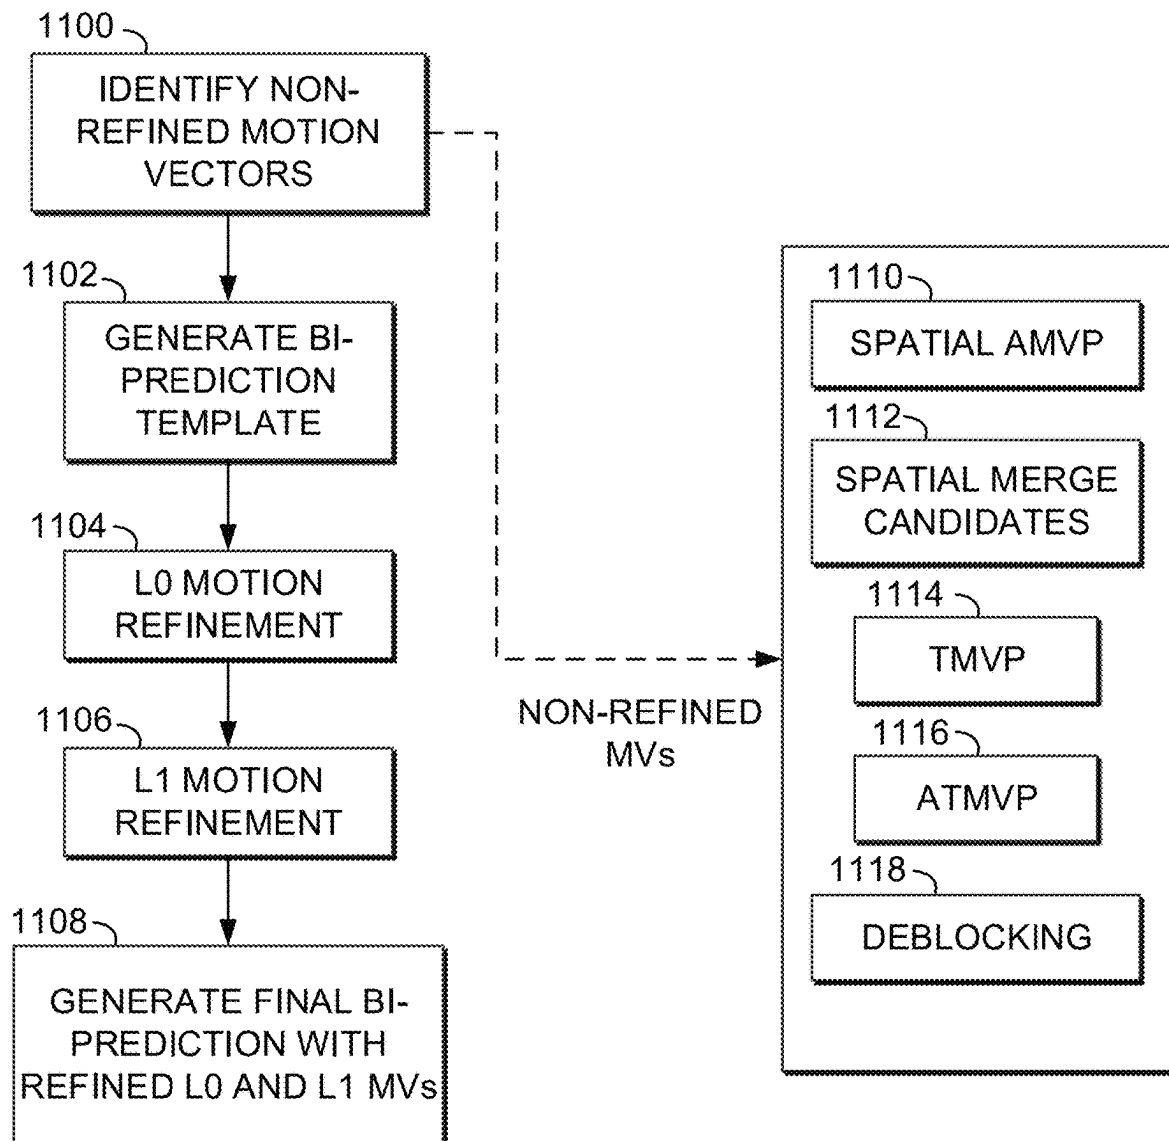 1100
IDENTIFY NON-
REFINED MOTION
VECTORS
1102
GENERATE BI-
PREDICTION
TEMPLATE
1104
L0 MOTION
REFINEMENT
1106
L1 MOTION
REFINEMENT
1108
GENERATE FINAL BI-
PREDICTION WITH
REFINED L0 AND L1 MVs
NON-REFINED
MVs
1110
SPATIAL AMVP
1112
SPATIAL MERGE
CANDIDATES
1114
TMVP
1116
ATMVP
1118
DEBLOCKING